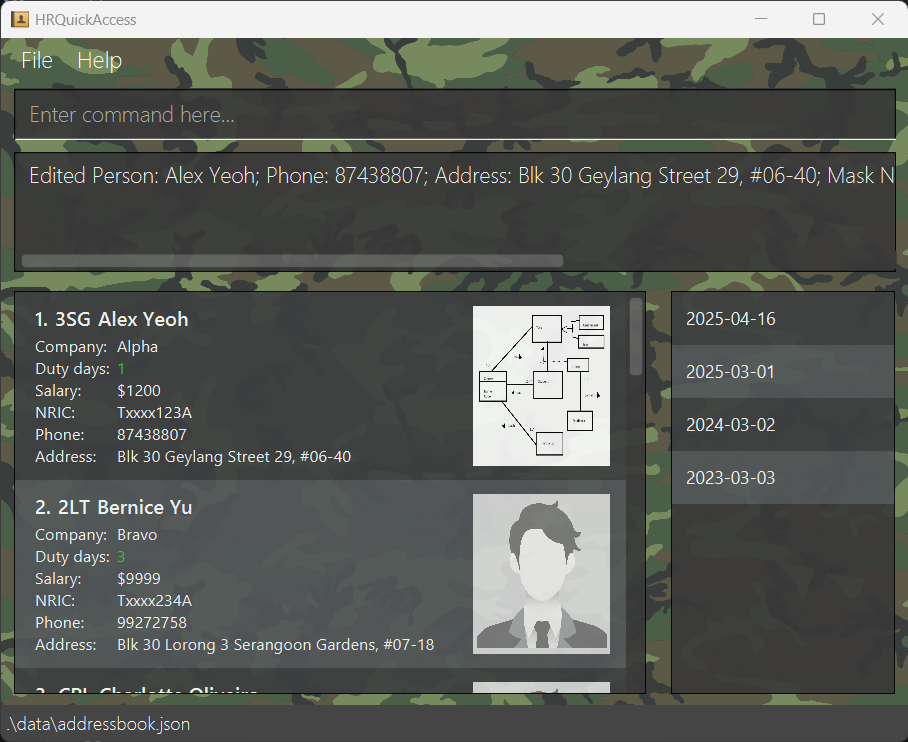 HRQuickAccess
File Help
Enter command here...
Edited Person: Alex Yeoh; Phone: 87438807; Address: Blk 30 Geylang Street 29, #06-40; Mask N
1. 3SG Alex Yeoh
Company: Alpha
Duty days: 1
Salary: $1200
NRIC: Txxxx123A
Phone: 87438807
Address: Blk 30 Geylang Street 29, #06-40
2. 2LT Bernice Yu
Company: Bravo
Duty days: 3
Salary: $9999
NRIC: Txxxx234A
Phone: 99272758
Address: Blk 30 Lorong 3 Serangoon Gardens, #07-18
3. CPL Charlotte Oliveiro
2025-04-16
2025-03-01
2024-03-02
2023-03-03
.\data\addressbook.json